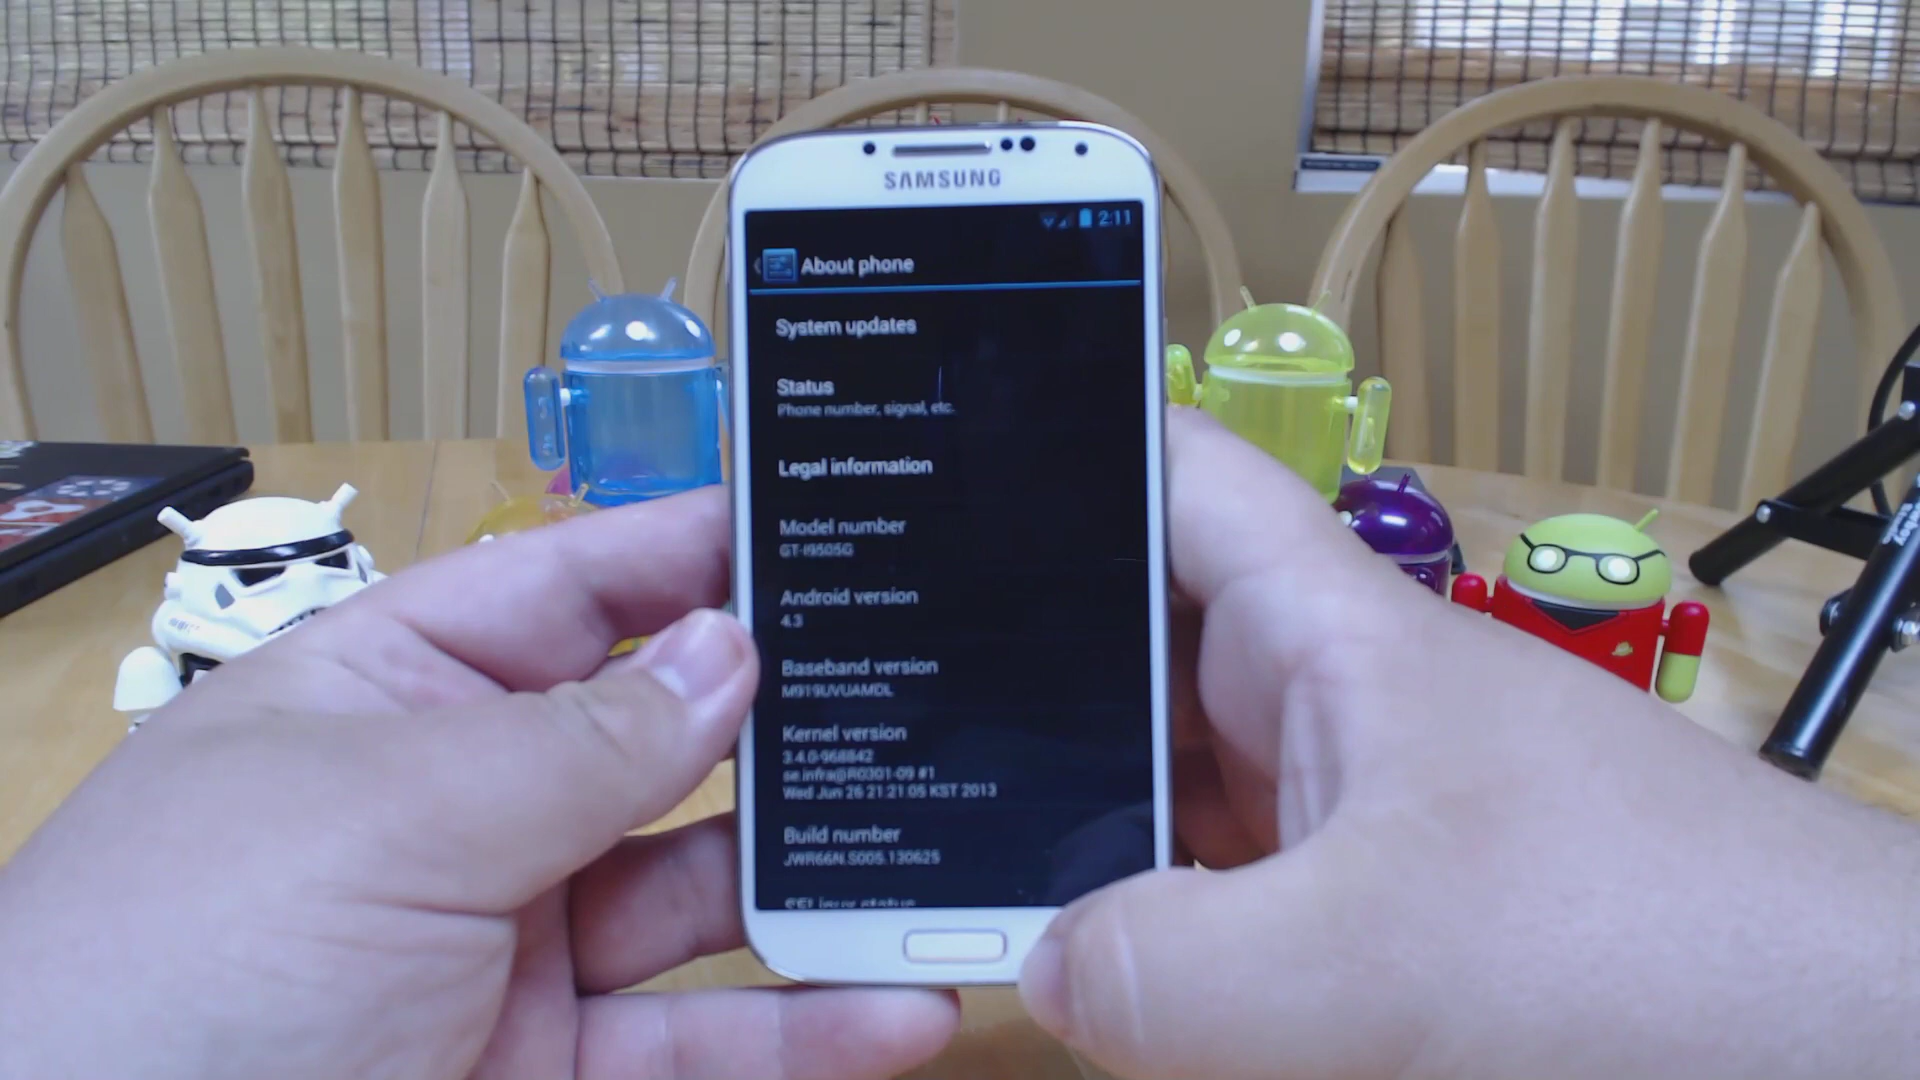 SAMSUNG
2:11
About phone
System updates
Status
Phone number, signal, etc.
Legal information
Model number
GT-I9505G
Android version
4.3
Baseband version
M919UVUAMDL
Kernel version
3.4.0-968842
se.infra@R0301-09 #1
Wed Jun 26 21:21:05 KST 2013
Build number
JWR66N.S005.130625
SELinux status